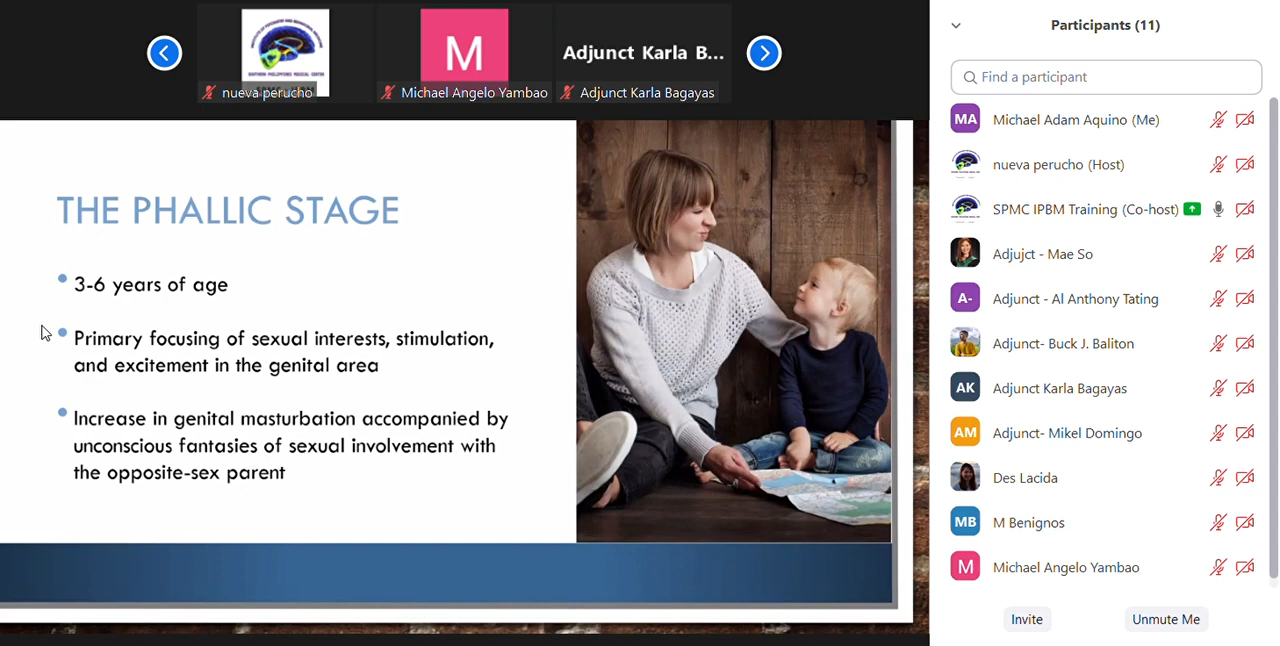 M
Adjunct Karla B...
nueva perucho
Michael Angelo Yambao
Adjunct Karla Bagayas
THE PHALLIC STAGE
3-6 years of age
Primary focusing of sexual interests, stimulation,
and excitement in the genital area
Increase in genital masturbation accompanied by
unconscious fantasies of sexual involvement with
the opposite-sex parent
Participants (11)
Find a participant
MA Michael Adam Aquino (Me)
nueva perucho (Host)
SPMC IPBM Training (Co-host)
Adjujct - Mae So
A- Adjunct - Al Anthony Tating
Adjunct- Buck J. Baliton
AK Adjunct Karla Bagayas
AM Adjunct- Mikel Domingo
Des Lacida
MB M Benignos
M Michael Angelo Yambao
Invite Unmute Me